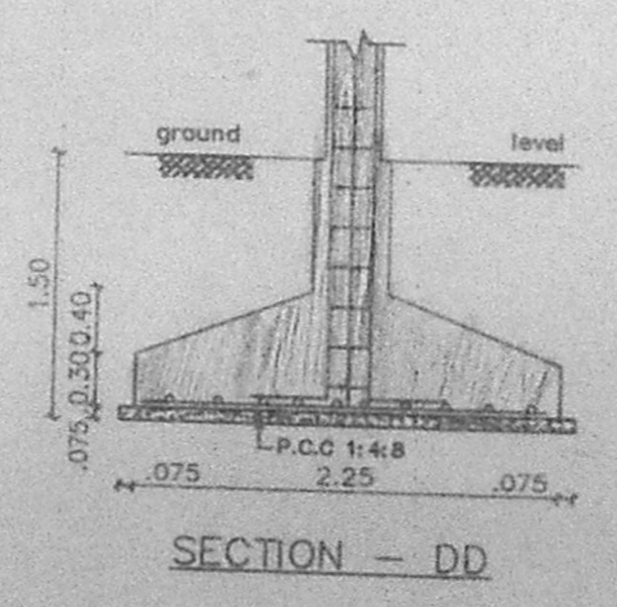 ground
level
1.50
0.40
0.30
.075
P.C.C 1:4:8
.075 2.25 .075
SECTION - DD